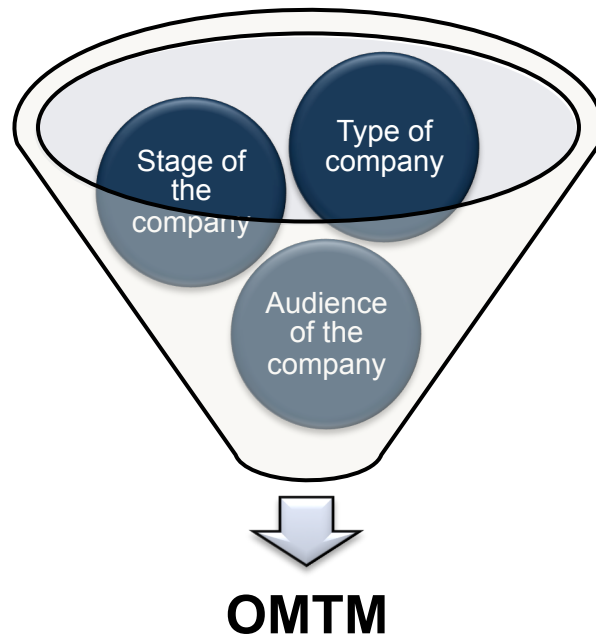 Stage of
the
company
Type of
company
Audience
of the
company
OMTM